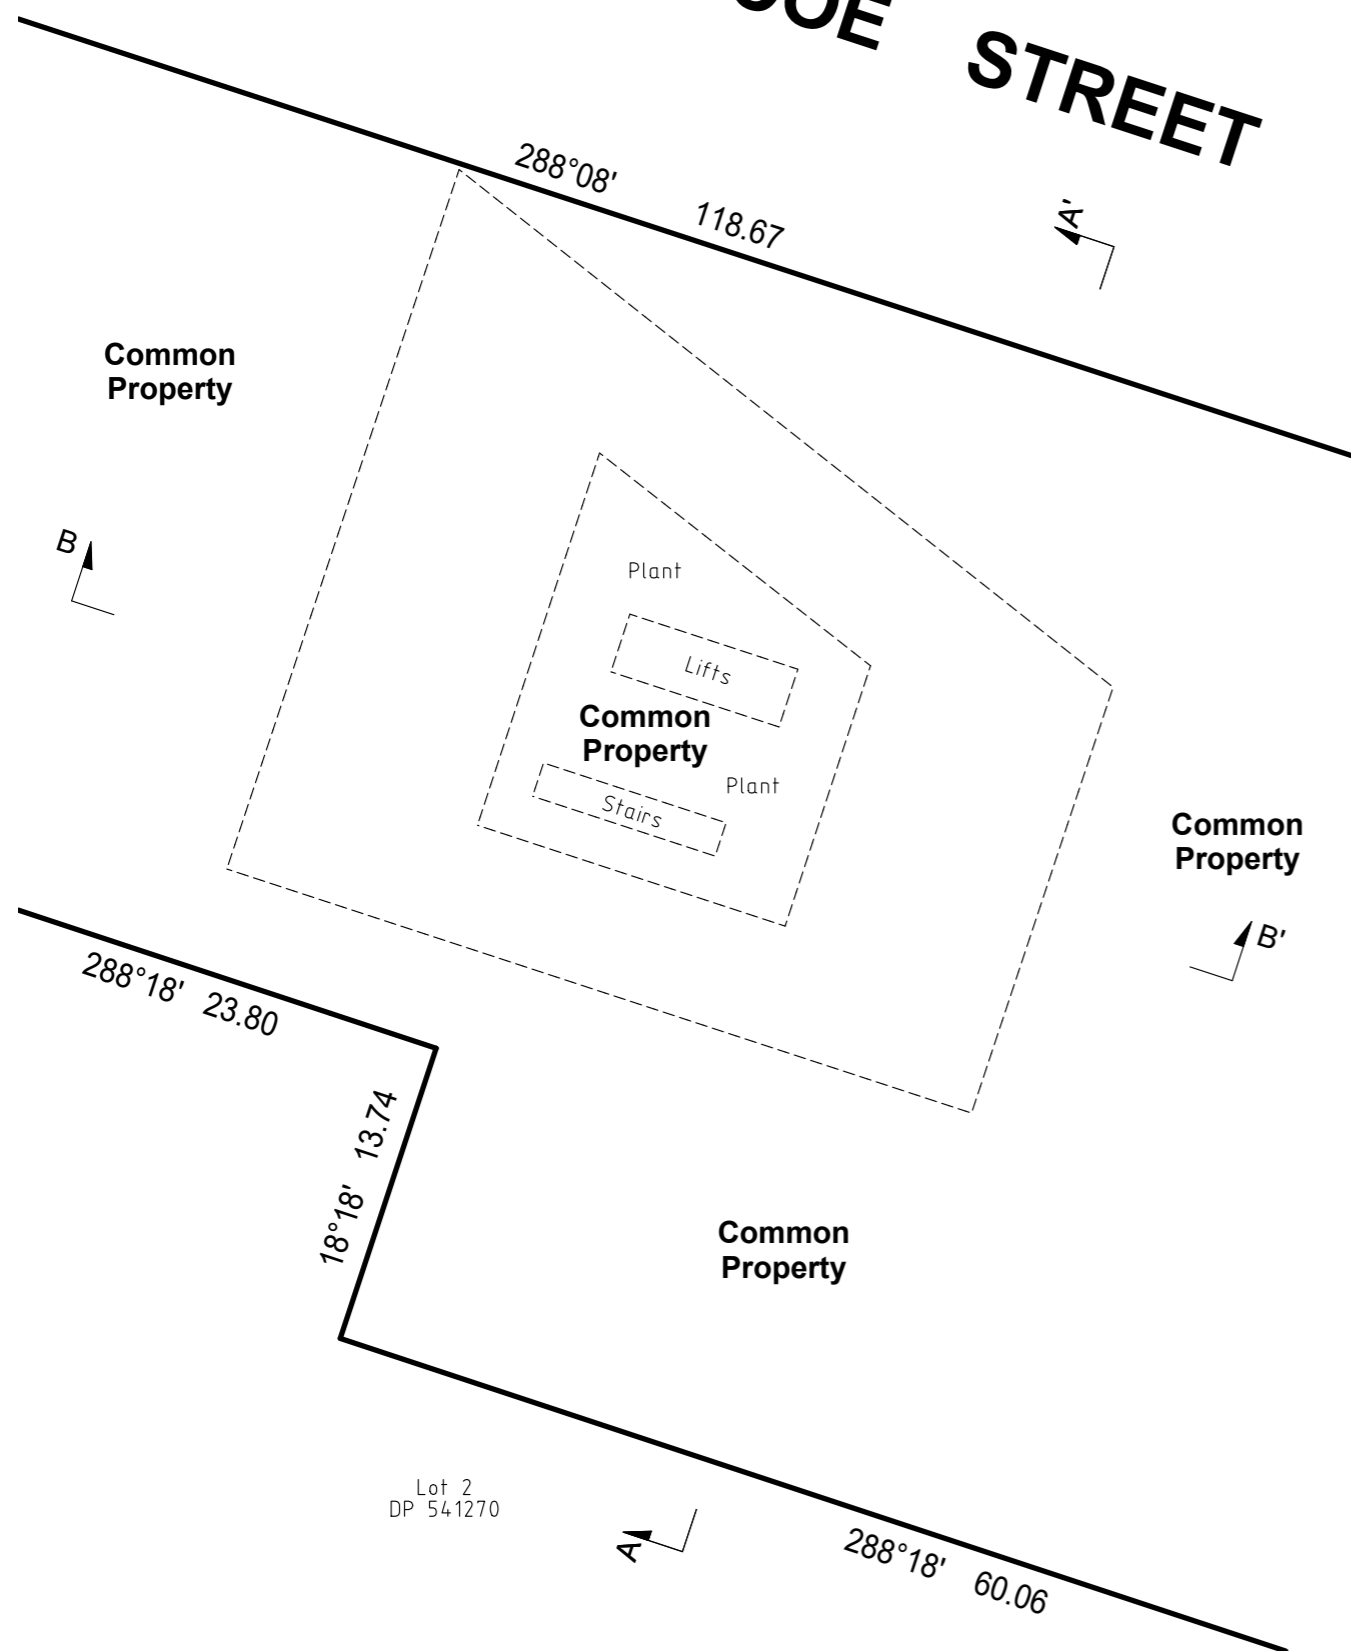 STREET
288°08' 118.67
A'
Common
Property
B
Plant
Lifts
Common
Property
Plant
Stairs
Common
Property
B'
288°18' 23.80
18°18' 13.74
Common
Property
Lot 2
DP 541270
A
288°18' 60.06